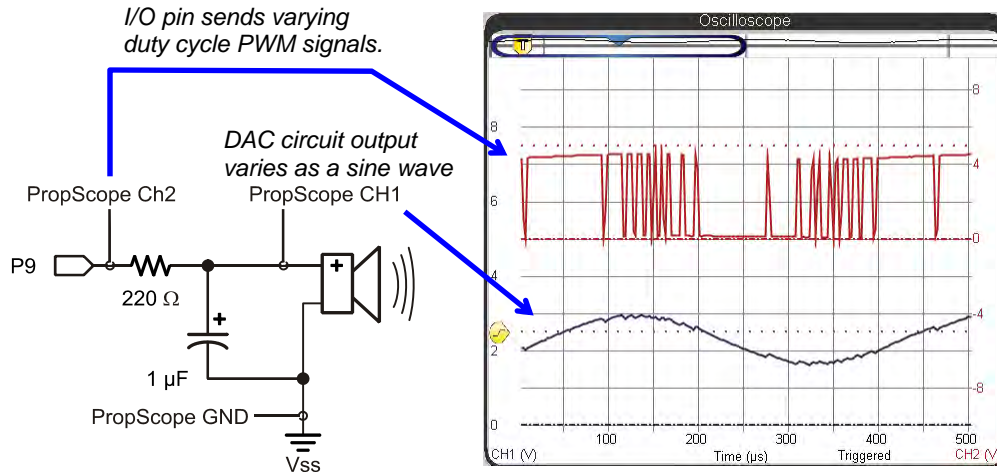 I/O pin sends varying
duty cycle PWM signals.
DAC circuit output
varies as a sine wave
PropScope Ch2
PropScope CH1
P9
220 Ω
+
+
1 µF
PropScope GND
Vss
Oscilloscope
T
8
8
4
6
0
4
-4
2
-8
0
100
200
300
400
500
CH1 (V)
Time (µs)
Triggered
CH2 (V